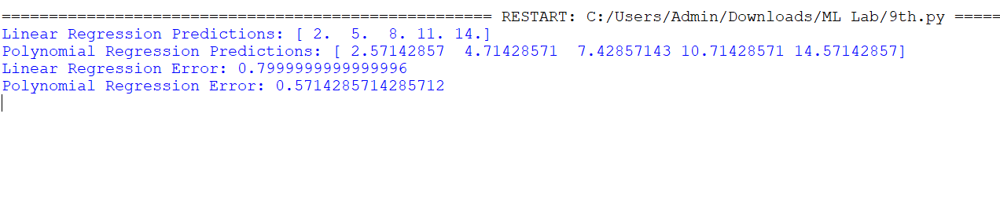 ==================================================== RESTART: C:/Users/Admin/Downloads/ML Lab/9th.py =====
Linear Regression Predictions: [ 2.  5.  8. 11. 14.]
Polynomial Regression Predictions: [ 2.57142857  4.71428571  7.42857143 10.71428571 14.57142857]
Linear Regression Error: 0.7999999999999996
Polynomial Regression Error: 0.5714285714285712